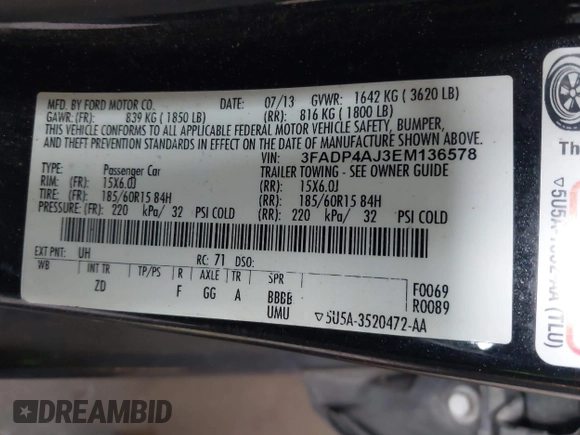 MFD. BY FORD MOTOR CO.
DATE: 07/13 GVWR: 1642 KG ( 3620 LB)
GAWR: (FR): 839 KG ( 1850 LB) (RR): 816 KG ( 1800 LB)
THIS VEHICLE CONFORMS TO ALL APPLICABLE FEDERAL MOTOR VEHICLE SAFETY, BUMPER,
AND THEFT PREVENTION STANDARDS IN EFFECT ON THE DATE OF MANUFACTURE SHOWN ABOVE.
VIN: 3FADP4AJ3EM136578
TYPE: Passenger Car TRAILER TOWING - SEE OWNER GUIDE
RIM: (FR): 15X6.0J (RR): 15X6.0J
TIRE: (FR): 185/60R15 84H (RR): 185/60R15 84H
PRESSURE: (FR): 220 kPa/ 32 PSI COLD (RR): 220 kPa/ 32 PSI COLD
EXT PNT: UH RC: 71 DSO:
WB INT TR TP/PS R AXLE TR SPR
ZD F GG A BBBB
UMU
F0069
R0089
5U5A-3520472-AA
(TLU)
DREAMBID